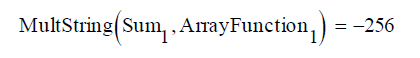 MultString(Sum₁, ArrayFunction₁) = −256